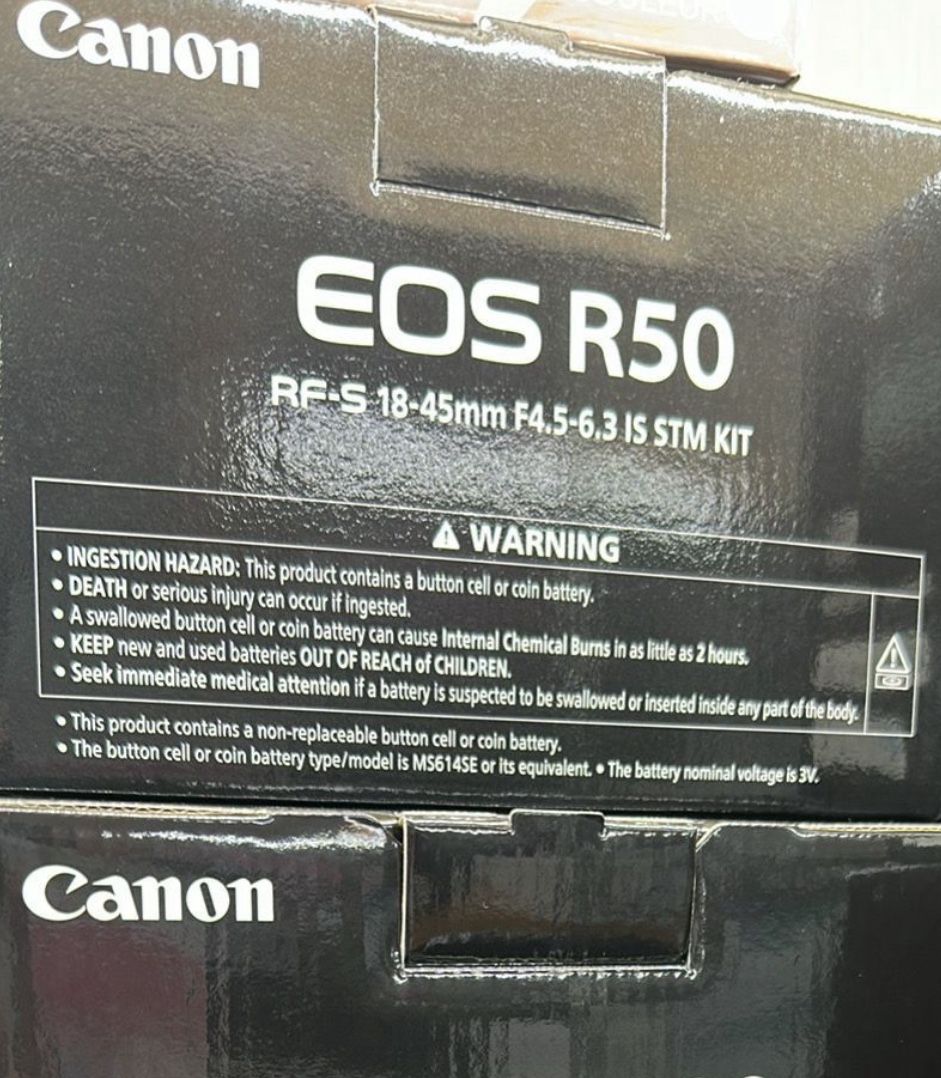 COULEUR
Canon
EOS R50
RF-S 18-45mm F4.5-6.3 IS STM KIT
⚠ WARNING
• INGESTION HAZARD: This product contains a button cell or coin battery.
• DEATH or serious injury can occur if ingested.
• A swallowed button cell or coin battery can cause Internal Chemical Burns in as little as 2 hours.
• KEEP new and used batteries OUT OF REACH of CHILDREN.
• Seek immediate medical attention if a battery is suspected to be swallowed or inserted inside any part of the body.
• This product contains a non-replaceable button cell or coin battery.
• The button cell or coin battery type/model is MS614SE or its equivalent. • The battery nominal voltage is 3V.
Canon